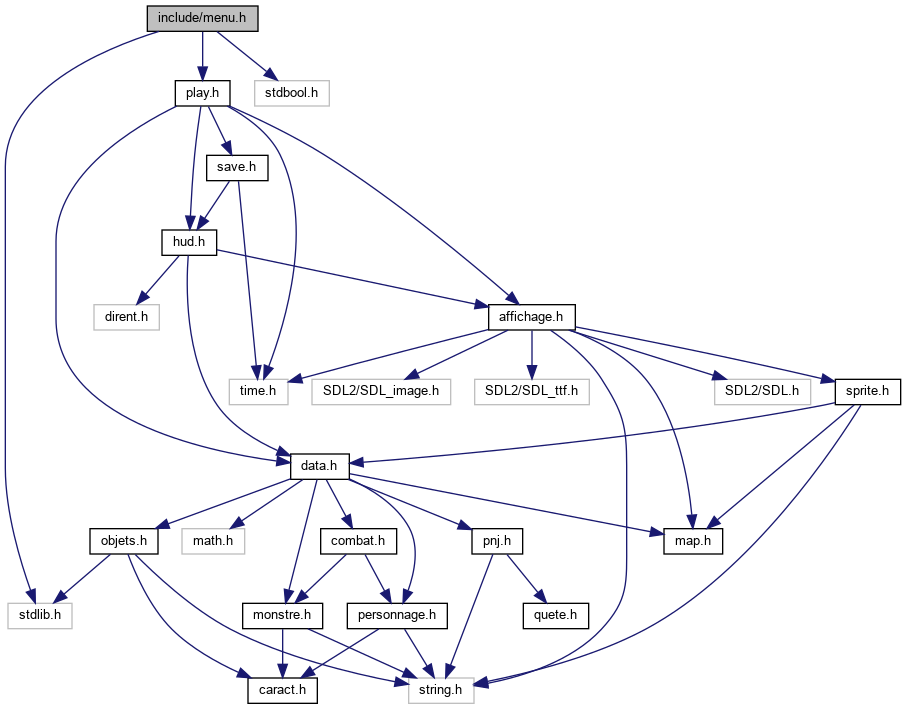 include/menu.h
play.h
stdbool.h
save.h
hud.h
dirent.h
affichage.h
time.h
SDL2/SDL_image.h
SDL2/SDL_ttf.h
SDL2/SDL.h
sprite.h
data.h
objets.h
math.h
combat.h
pnj.h
map.h
stdlib.h
monstre.h
personnage.h
quete.h
caract.h
string.h